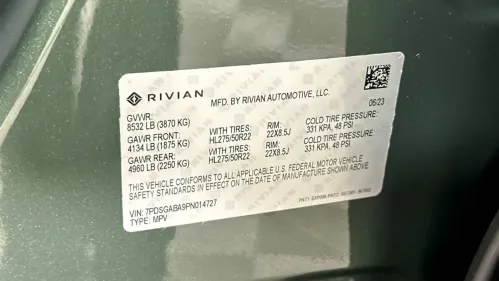 RIVIAN
MFD. BY RIVIAN AUTOMOTIVE, LLC. 06/23
GVWR:
8532 LB (3870 KG)
GAWR FRONT: WITH TIRES: RIM: COLD TIRE PRESSURE:
4134 LB (1875 KG) HL275/50R22 22X8.5J 331 KPA, 48 PSI
GAWR REAR: WITH TIRES: RIM: COLD TIRE PRESSURE:
4960 LB (2250 KG) HL275/50R22 22X8.5J 331 KPA, 48 PSI
THIS VEHICLE CONFORMS TO ALL APPLICABLE U.S. FEDERAL MOTOR VEHICLE
SAFETY STANDARDS IN EFFECT ON THE DATE OF MANUFACTURE SHOWN ABOVE.
VIN: 7PDSGABA9PN014727
TYPE: MPV